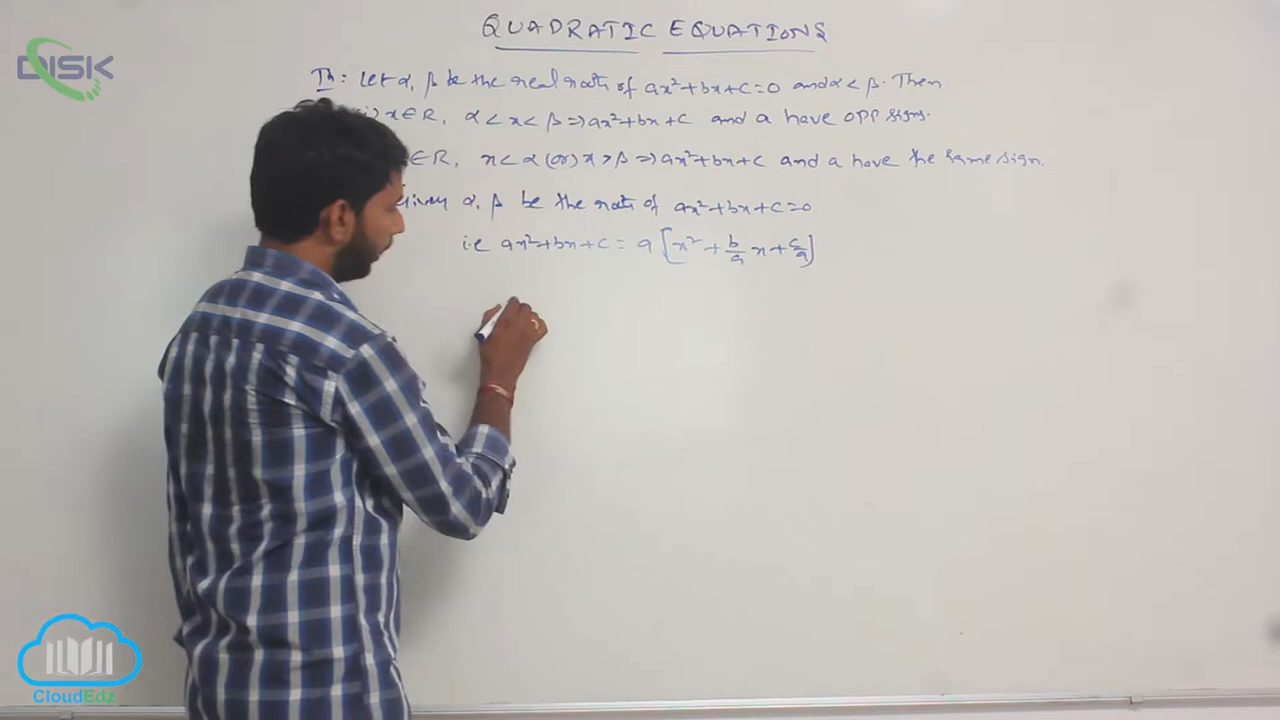 QUADRATIC EQUATIONS
DISK
Th: Let α, β be the real roots of ax²+bx+c=0 and α<β. Then
i) x∈R, α<x<β ⇒ ax²+bx+c and a have opp signs.
∈R, x<α (or) x>β ⇒ ax²+bx+c and a have the same sign.
Given α, β be the roots of ax²+bx+c=0
i.e ax²+bx+c = a[x²+b/a x+c/a]
CloudEdz